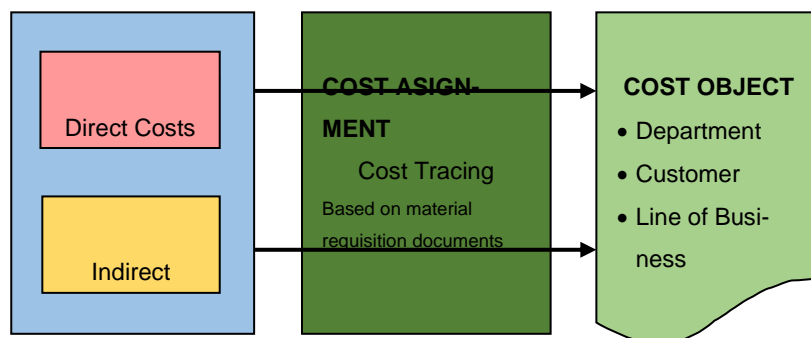 Direct Costs
Indirect
COST ASIGN-
MENT
Cost Tracing
Based on material
requisition documents
COST OBJECT
• Department
• Customer
• Line of Busi-
ness